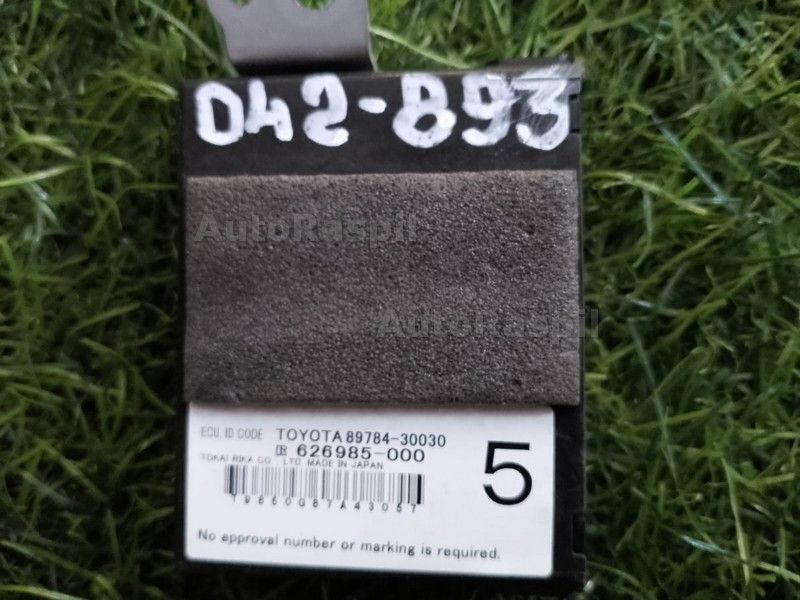 D42-893
AutoRaspil
AutoRaspil
ECU, ID CODE TOYOTA 89784-30030
626985-000
TOKAI RIKA CO., LTD. MADE IN JAPAN
5
No approval number or marking is required.